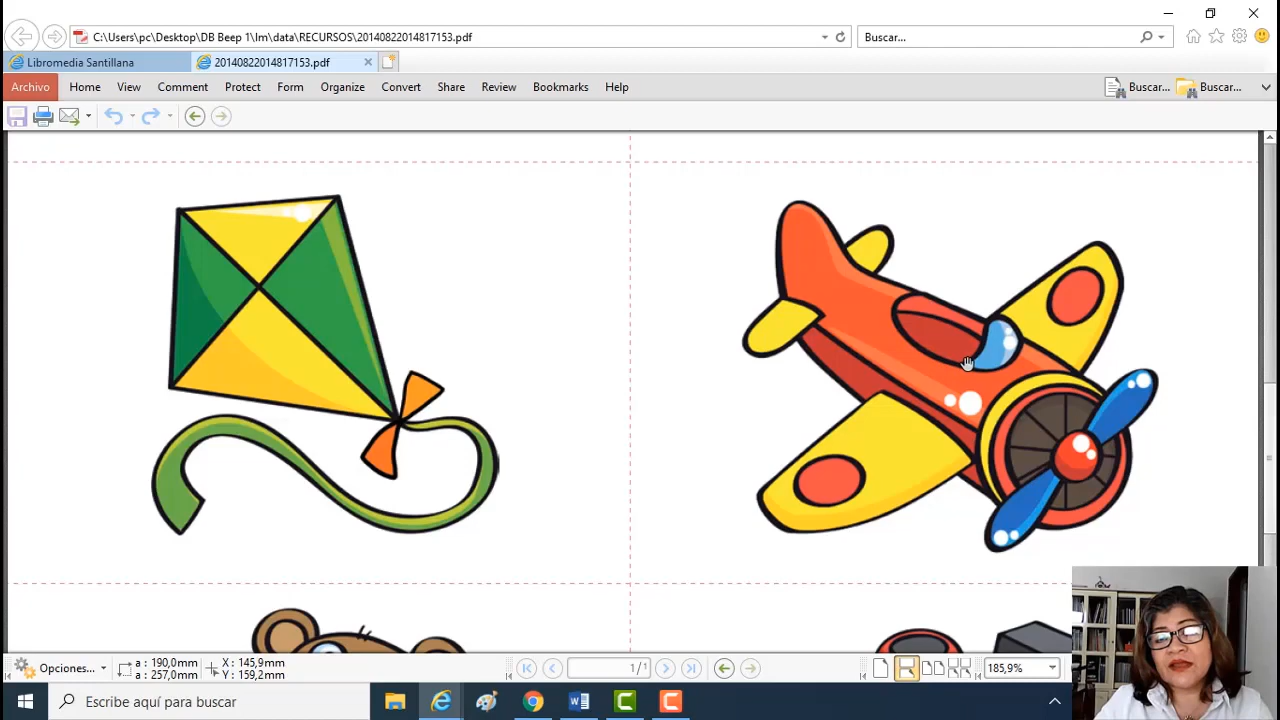 C:\Users\pc\Desktop\DB Beep 1\lm\data\RECURSOS\20140822014817153.pdf
Buscar...
Libromedia Santillana
20140822014817153.pdf
Archivo Home View Comment Protect Form Organize Convert Share Review Bookmarks Help
Buscar... Buscar...
Opciones...
a : 190,0mm X: 145,9mm
a : 257,0mm Y: 159,2mm
1/1
185,9%
Escribe aquí para buscar